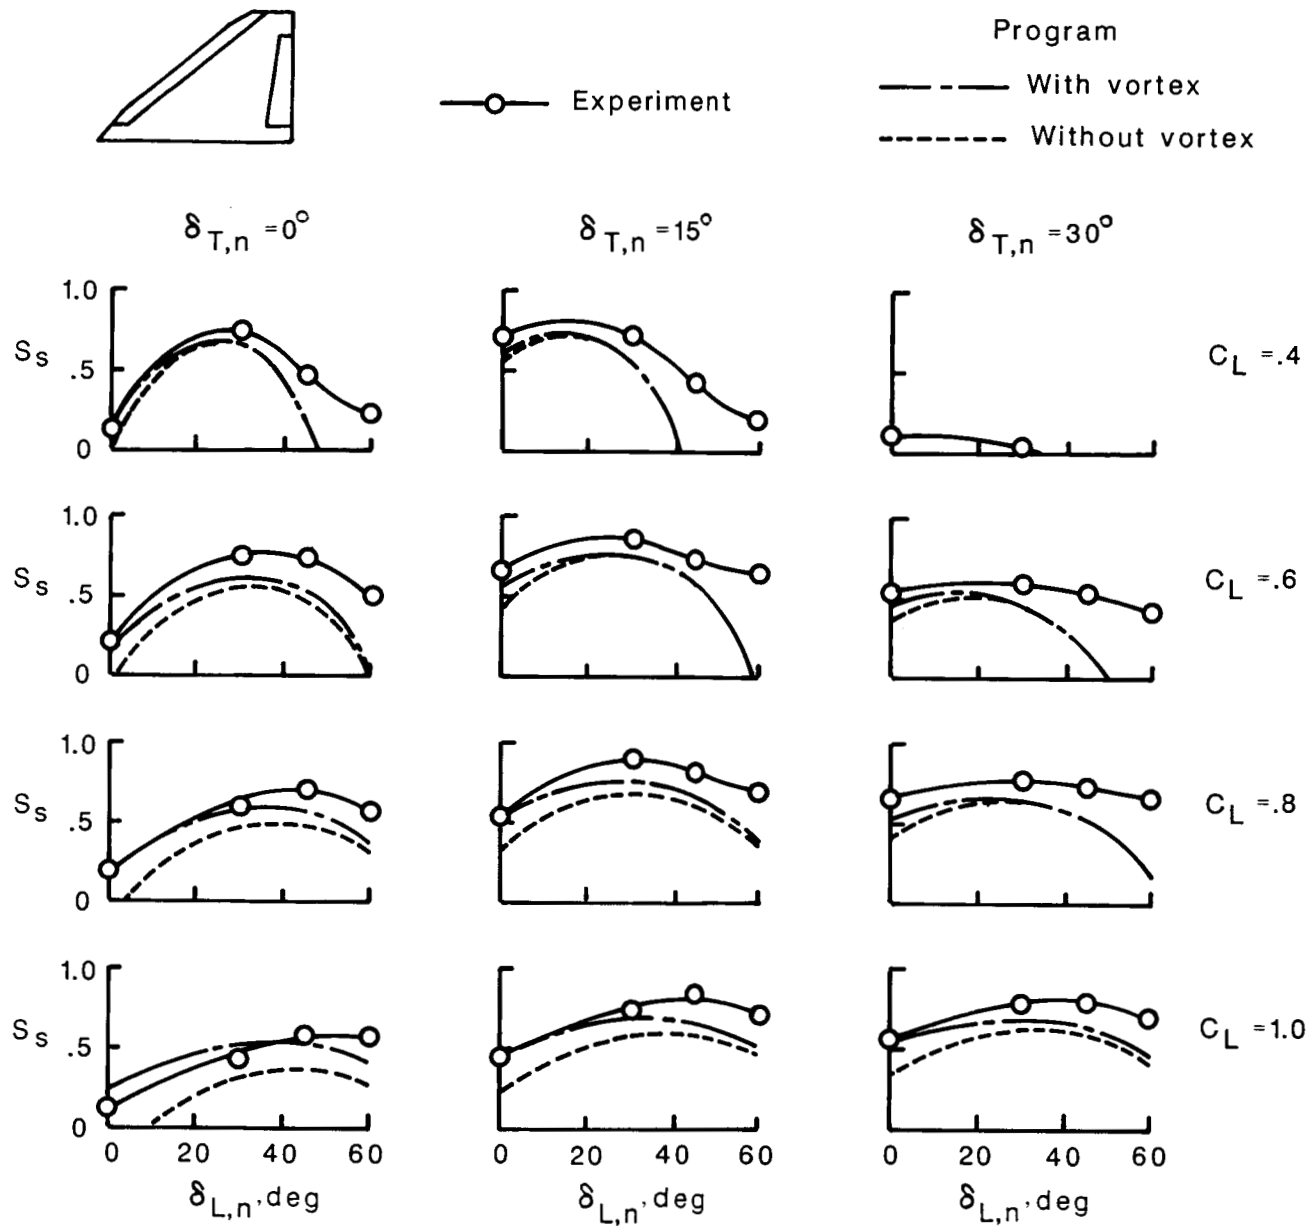 Program
Experiment
With vortex
Without vortex
δT,n =0°
δT,n =15°
δT,n =30°
1.0
Ss
.5
0
CL =.4
1.0
Ss
.5
0
CL =.6
1.0
Ss
.5
0
CL =.8
1.0
Ss
.5
0
CL =1.0
0 20 40 60
0 20 40 60
0 20 40 60
δL,n, deg
δL,n, deg
δL,n, deg